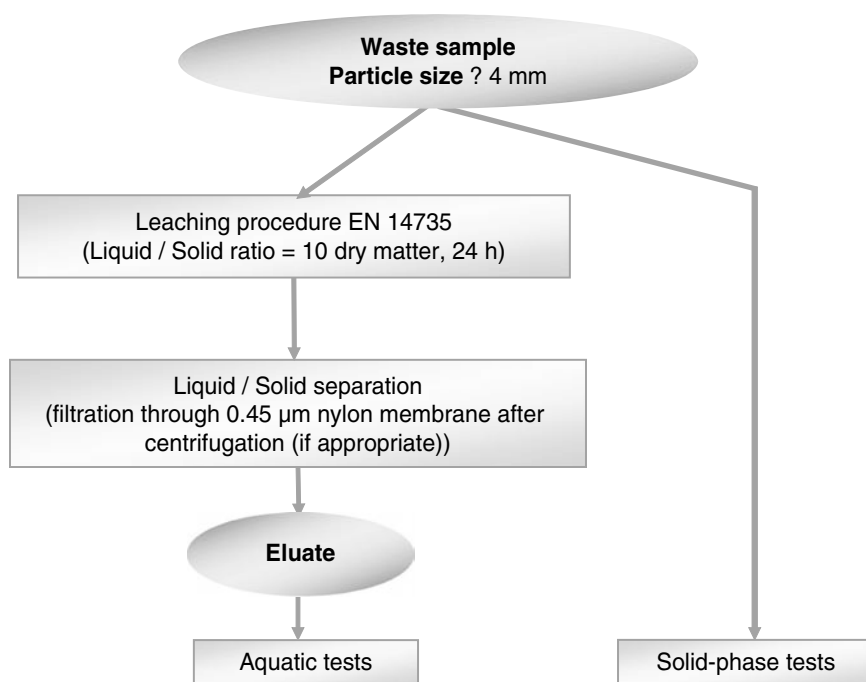 Waste sample
Particle size ? 4 mm
Leaching procedure EN 14735
(Liquid / Solid ratio = 10 dry matter, 24 h)
Liquid / Solid separation
(filtration through 0.45 µm nylon membrane after
centrifugation (if appropriate))
Eluate
Aquatic tests
Solid-phase tests